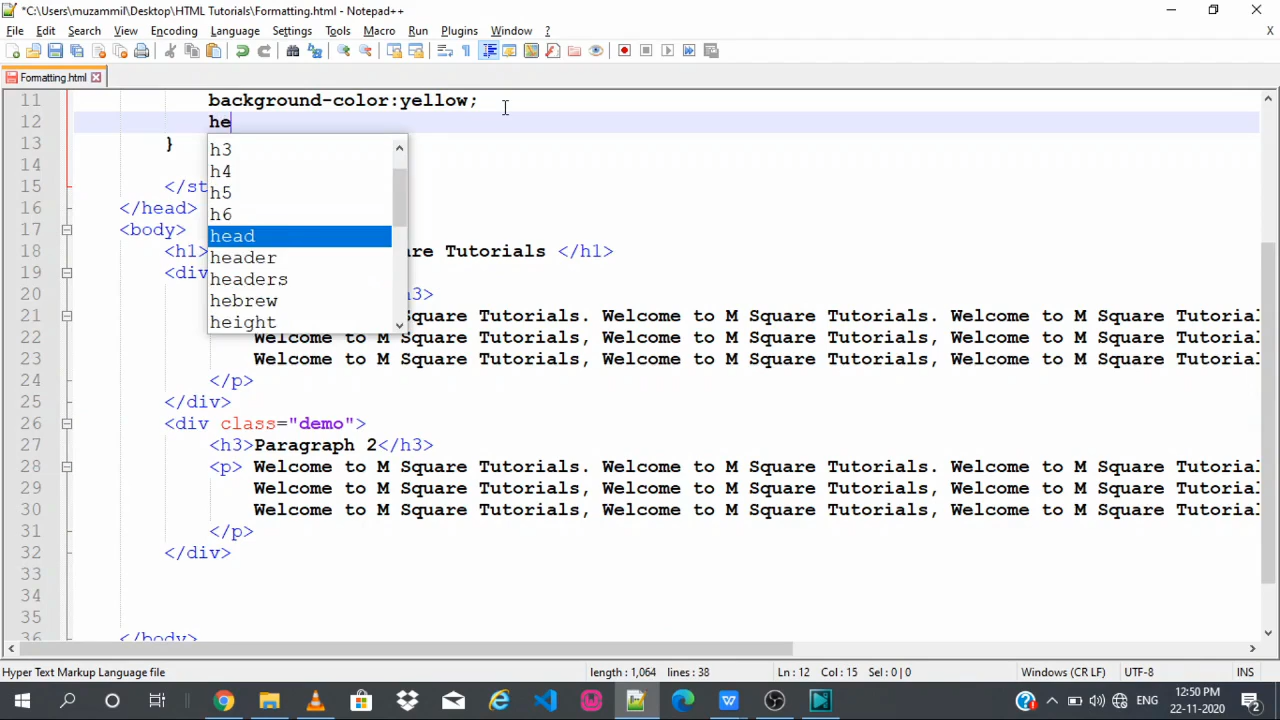 *C:\Users\muzammil\Desktop\HTML Tutorials\Formatting.html - Notepad++
File Edit Search View Encoding Language Settings Tools Macro Run Plugins Window ?
X
Formatting.html
11 background-color:yellow;
12 he
13 }
h3
14
h4
15 </st
h5
16 </head>
h6
17 <body>
head
18 <h1> are Tutorials </h1>
header
19 <div
headers
20 h3>
hebrew
21 Square Tutorials. Welcome to M Square Tutorials. Welcome to M Square Tutorial
height
22 Welcome to M Square Tutorials, Welcome to M Square Tutorials, Welcome to M Square Tutorial
23 Welcome to M Square Tutorials, Welcome to M Square Tutorials, Welcome to M Square Tutorial
24 </p>
25 </div>
26 <div class="demo">
27 <h3>Paragraph 2</h3>
28 <p> Welcome to M Square Tutorials. Welcome to M Square Tutorials. Welcome to M Square Tutorial
29 Welcome to M Square Tutorials, Welcome to M Square Tutorials, Welcome to M Square Tutorial
30 Welcome to M Square Tutorials, Welcome to M Square Tutorials, Welcome to M Square Tutorial
31 </p>
32 </div>
33
34
35
36 </body>
Hyper Text Markup Language file length : 1,064 lines : 38 Ln : 12 Col : 15 Sel : 0 | 0 Windows (CR LF) UTF-8 INS
ENG 12:50 PM
22-11-2020 2